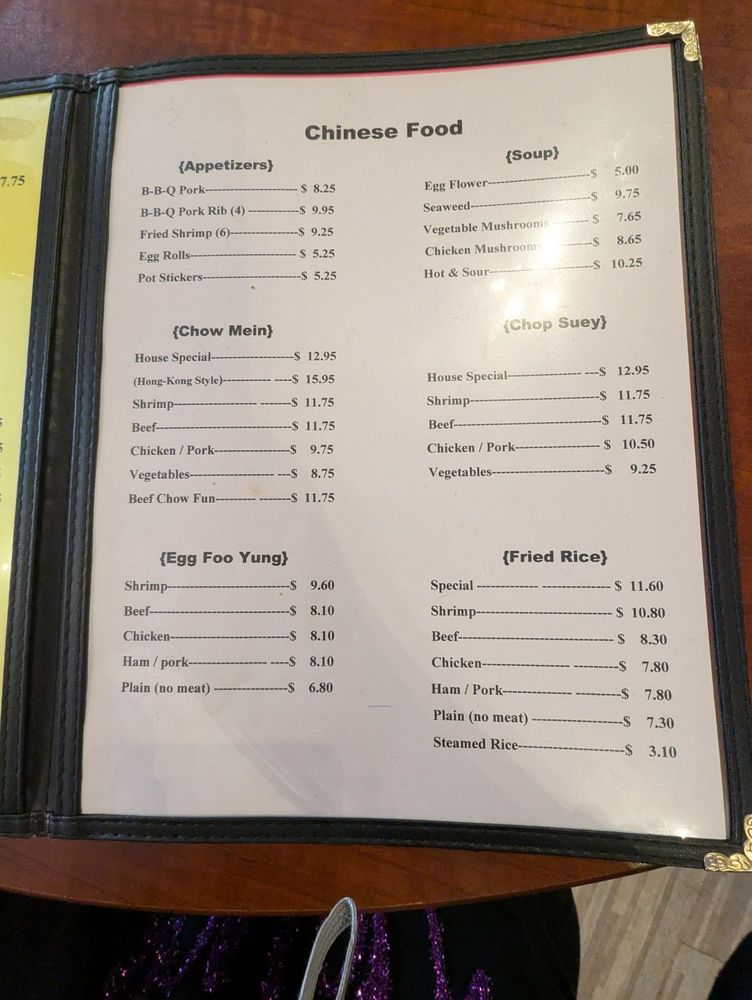 7.75
Chinese Food
{Appetizers}
B-B-Q Pork----------------------- $ 8.25
B-B-Q Pork Rib (4) ------------$ 9.95
Fried Shrimp (6)-----------------$ 9.25
Egg Rolls-------------------------- $ 5.25
Pot Stickers------------------------$ 5.25
{Soup}
Egg Flower-------------------------$ 5.00
Seaweed-----------------------------$ 9.75
Vegetable Mushrooms --------- $ 7.65
Chicken Mushrooms ------------$ 8.65
Hot & Sour-------------------------$ 10.25
{Chow Mein}
House Special--------------------$ 12.95
(Hong-Kong Style)------------ ----$ 15.95
Shrimp-------------------- -------$ 11.75
Beef---------------------------------$ 11.75
Chicken / Pork-------------------$ 9.75
Vegetables--------------------- ---$ 8.75
Beef Chow Fun---------- -------$ 11.75
{Chop Suey}
House Special------------------ ---$ 12.95
Shrimp-------------------------------$ 11.75
Beef------------------------------------$ 11.75
Chicken / Pork--------------------- $ 10.50
Vegetables---------------------------$ 9.25
{Egg Foo Yung}
Shrimp------------------------------$ 9.60
Beef----------------------------------$ 8.10
Chicken-----------------------------$ 8.10
Ham / pork------------------- ----$ 8.10
Plain (no meat) ------------------$ 6.80
{Fried Rice}
Special --------------- ---------------- $ 11.60
Shrimp--------------------------------- $ 10.80
Beef------------------------------------- $ 8.30
Chicken--------------------- ----------$ 7.80
Ham / Pork----------------- -----------$ 7.80
Plain (no meat) ----------------------$ 7.30
Steamed Rice--------------------------$ 3.10